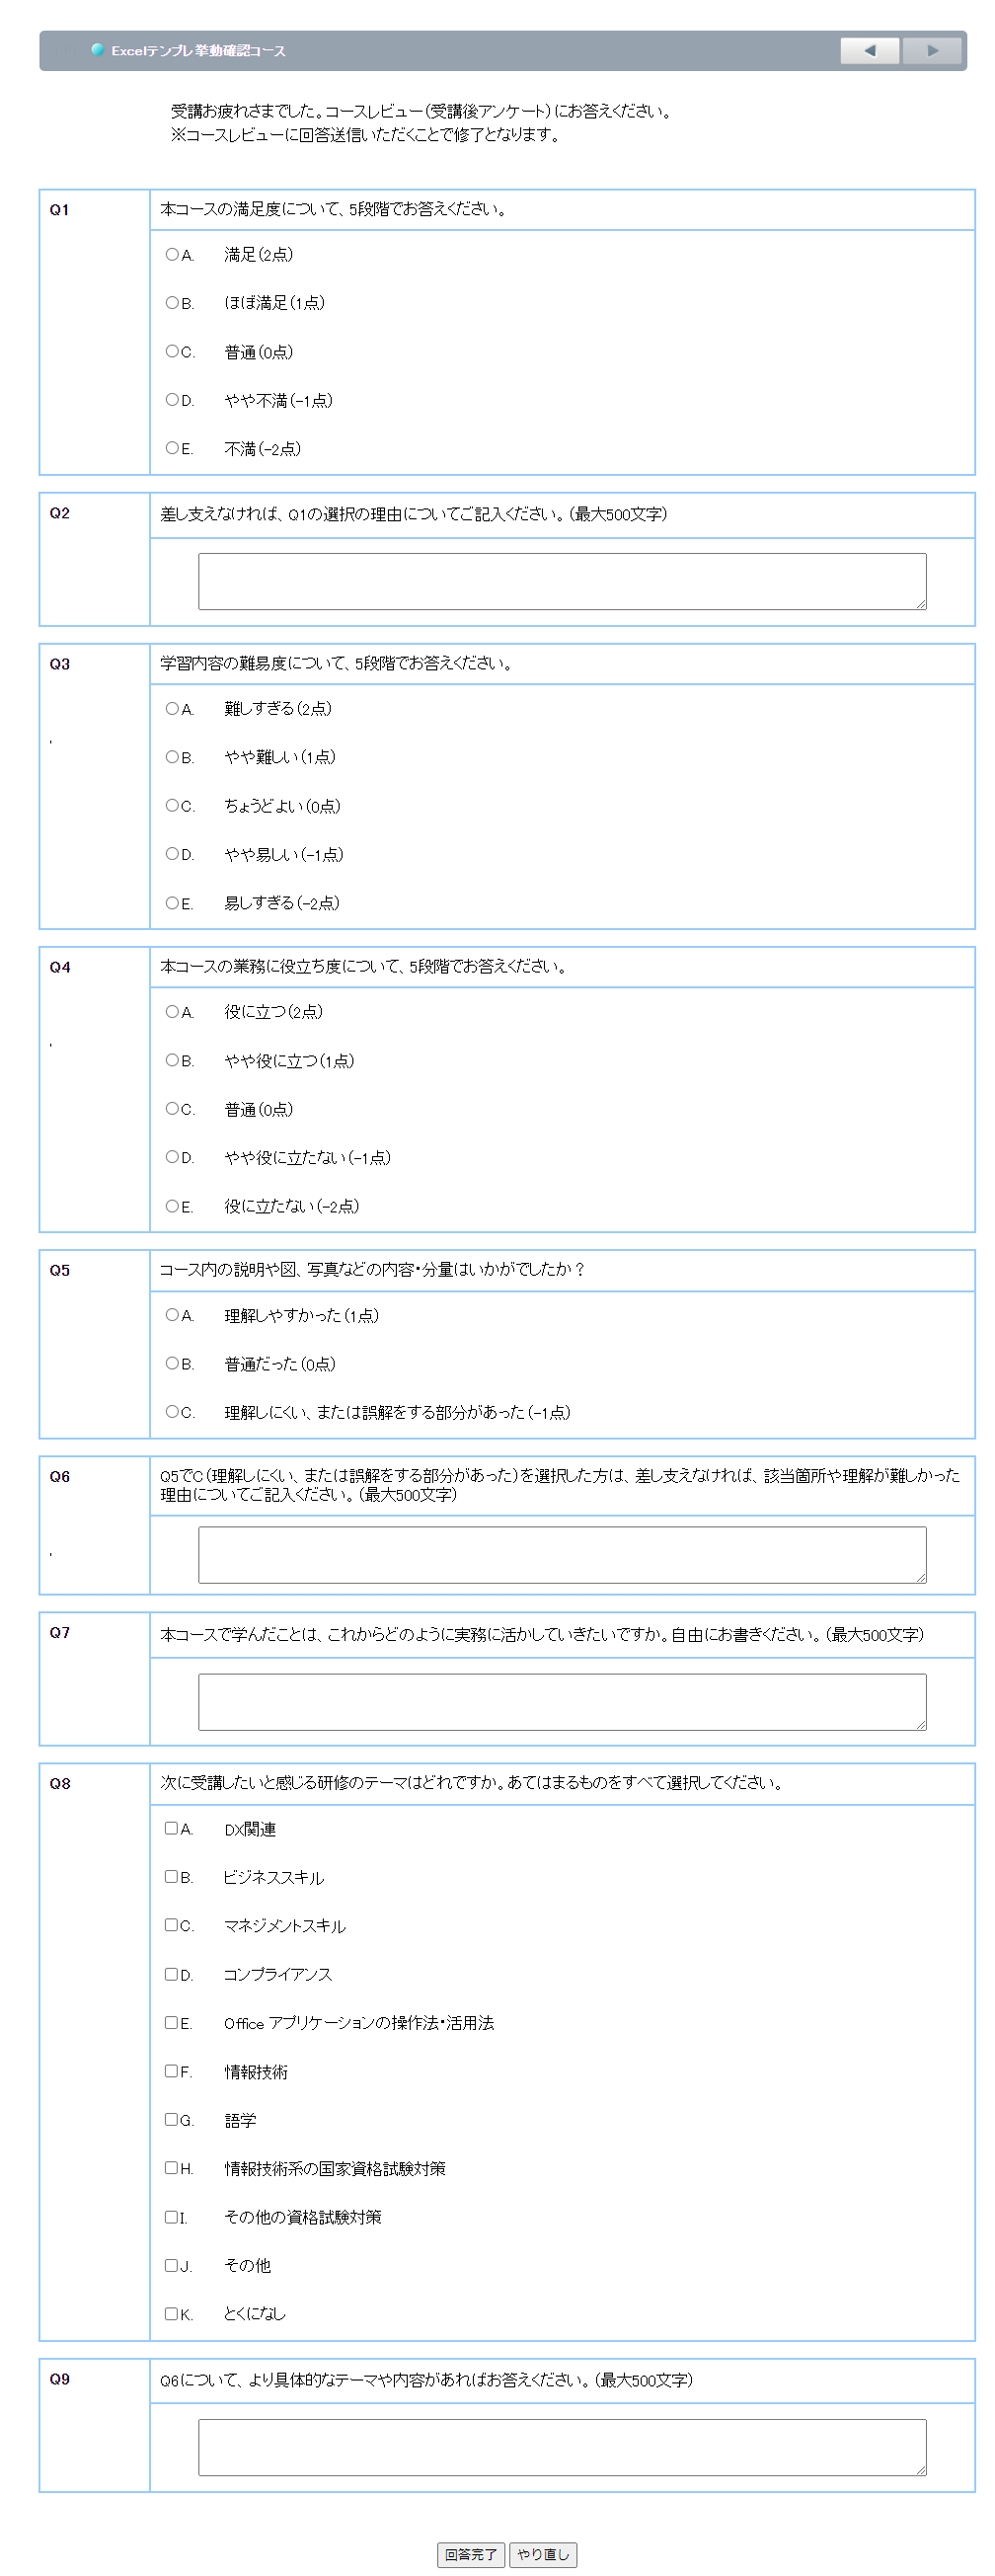 Excelテンプレ挙動確認コース
受講お疲れさまでした。コースレビュー（受講後アンケート）にお答えください。
※コースレビューに回答送信いただくことで修了となります。
Q1 本コースの満足度について、5段階でお答えください。
A. 満足（2点）
B. ほぼ満足（1点）
C. 普通（0点）
D. やや不満（-1点）
E. 不満（-2点）
Q2 差し支えなければ、Q1の選択の理由についてご記入ください。（最大500文字）
Q3 学習内容の難易度について、5段階でお答えください。
A. 難しすぎる（2点）
B. やや難しい（1点）
C. ちょうどよい（0点）
D. やや易しい（-1点）
E. 易しすぎる（-2点）
Q4 本コースの業務に役立ち度について、5段階でお答えください。
A. 役に立つ（2点）
B. やや役に立つ（1点）
C. 普通（0点）
D. やや役に立たない（-1点）
E. 役に立たない（-2点）
Q5 コース内の説明や図、写真などの内容・分量はいかがでしたか？
A. 理解しやすかった（1点）
B. 普通だった（0点）
C. 理解しにくい、または誤解をする部分があった（-1点）
Q6 Q5でC（理解しにくい、または誤解をする部分があった）を選択した方は、差し支えなければ、該当箇所や理解が難しかった
理由についてご記入ください。（最大500文字）
Q7 本コースで学んだことは、これからどのように実務に活かしていきたいですか。自由にお書きください。（最大500文字）
Q8 次に受講したいと感じる研修のテーマはどれですか。あてはまるものをすべて選択してください。
A. DX関連
B. ビジネススキル
C. マネジメントスキル
D. コンプライアンス
E. Office アプリケーションの操作法・活用法
F. 情報技術
G. 語学
H. 情報技術系の国家資格試験対策
I. その他の資格試験対策
J. その他
K. とくになし
Q9 Q6について、より具体的なテーマや内容があればお答えください。（最大500文字）
回答完了 やり直し